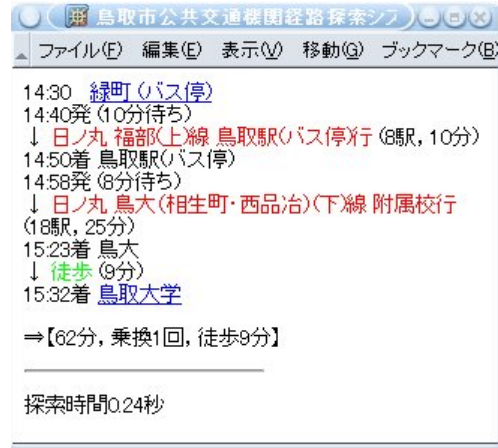 鳥取市公共交通機関経路探索シス
ファイル(F) 編集(E) 表示(V) 移動(G) ブックマーク(B)
14:30 緑町(バス停)
14:40発(10分待ち)
↓ 日ノ丸 福部(上)線 鳥取駅(バス停)行 (8駅, 10分)
14:50着 鳥取駅(バス停)
14:58発(8分待ち)
↓ 日ノ丸 鳥大(相生町・西品治)(下)線 附属校行
(18駅, 25分)
15:23着 鳥大
↓ 徒歩 (9分)
15:32着 鳥取大学
⇒【62分, 乗換1回, 徒歩9分】
探索時間0.24秒